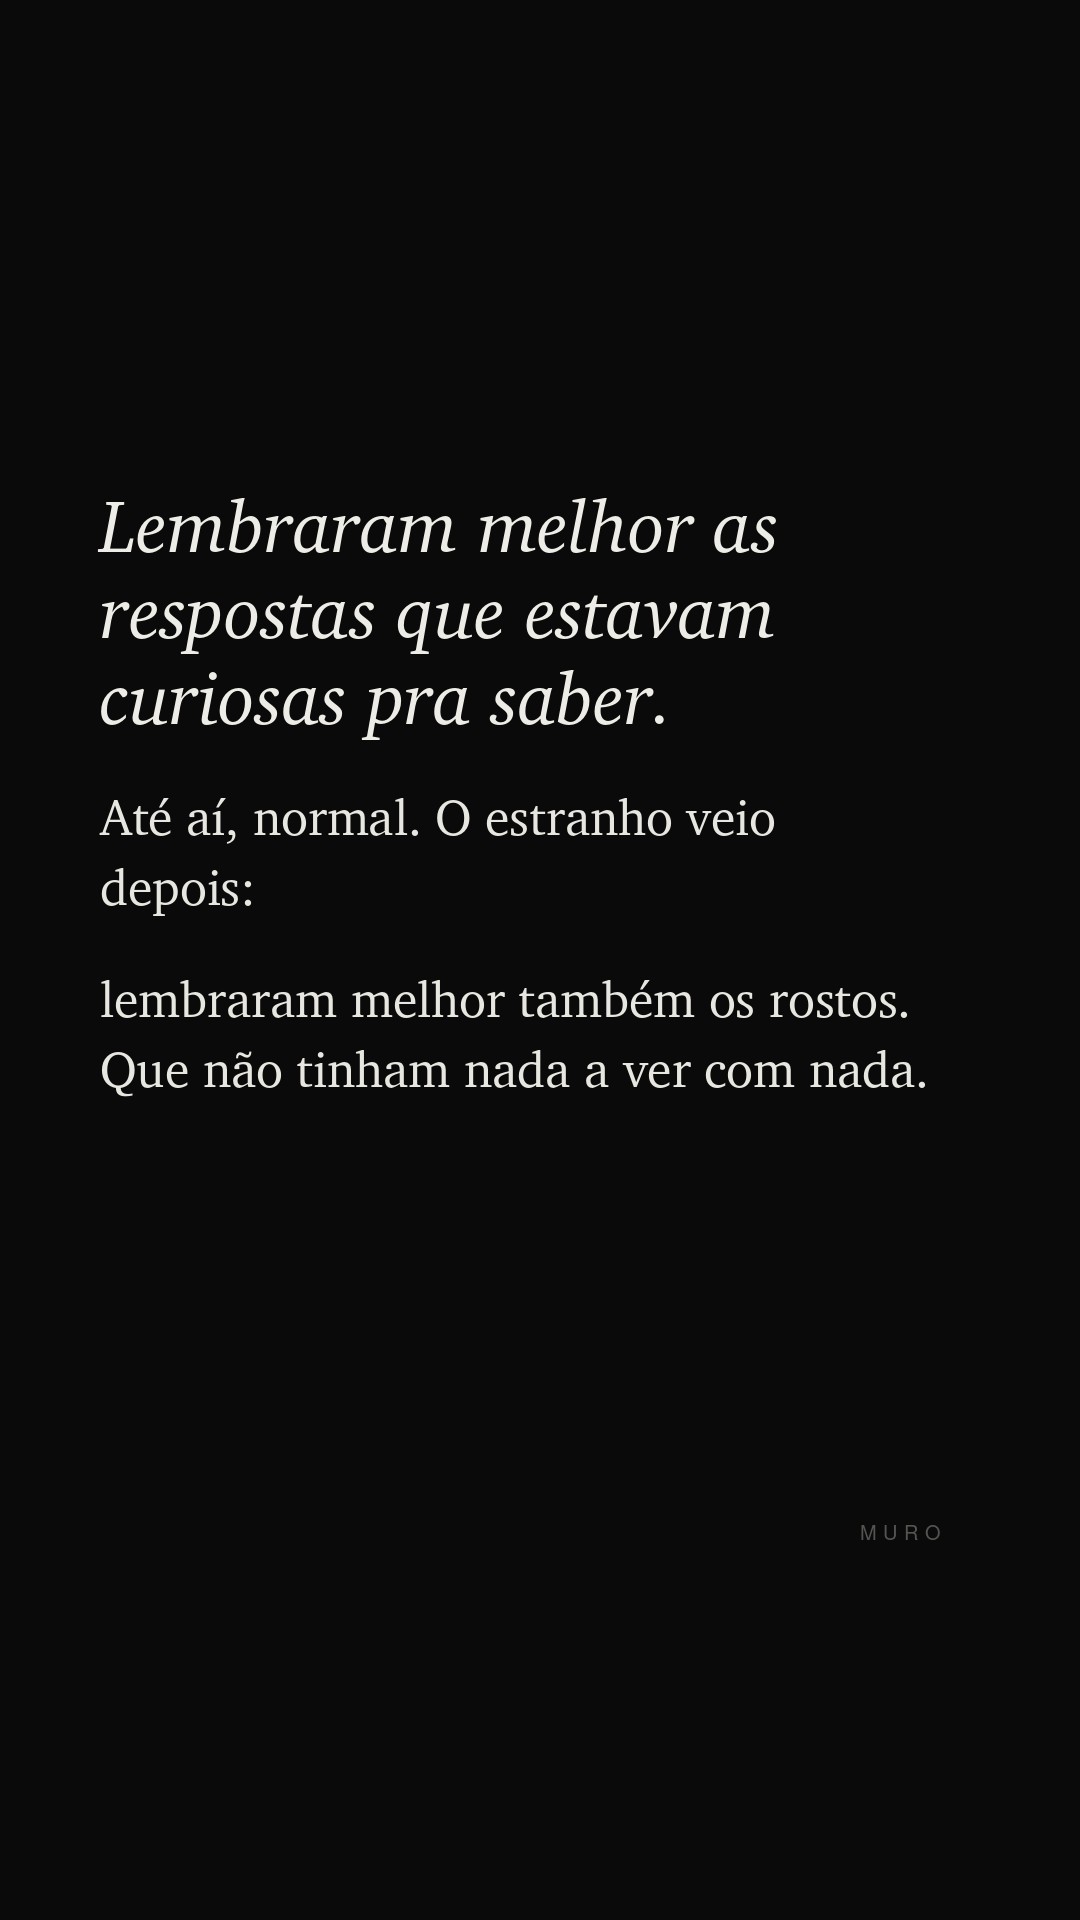 Lembraram melhor as
respostas que estavam
curiosas pra saber.
Até aí, normal. O estranho veio
depois:
lembraram melhor também os rostos.
Que não tinham nada a ver com nada.
MURO